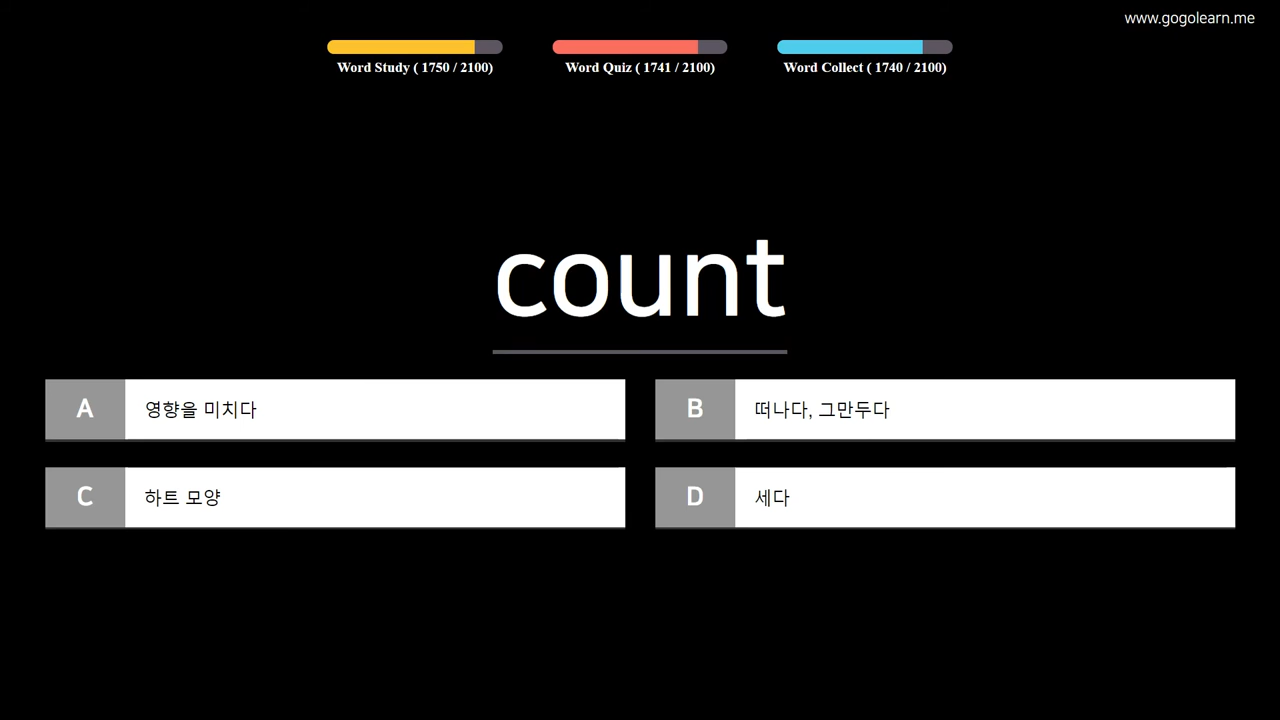 www.gogolearn.me
Word Study ( 1750 / 2100)
Word Quiz ( 1741 / 2100)
Word Collect ( 1740 / 2100)
count
A 영향을 미치다
B 떠나다, 그만두다
C 하트 모양
D 세다